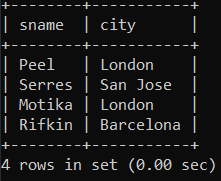 +--------+-----------+
| sname  | city      |
+--------+-----------+
| Peel   | London    |
| Serres | San Jose  |
| Motika | London    |
| Rifkin | Barcelona |
+--------+-----------+
4 rows in set (0.00 sec)